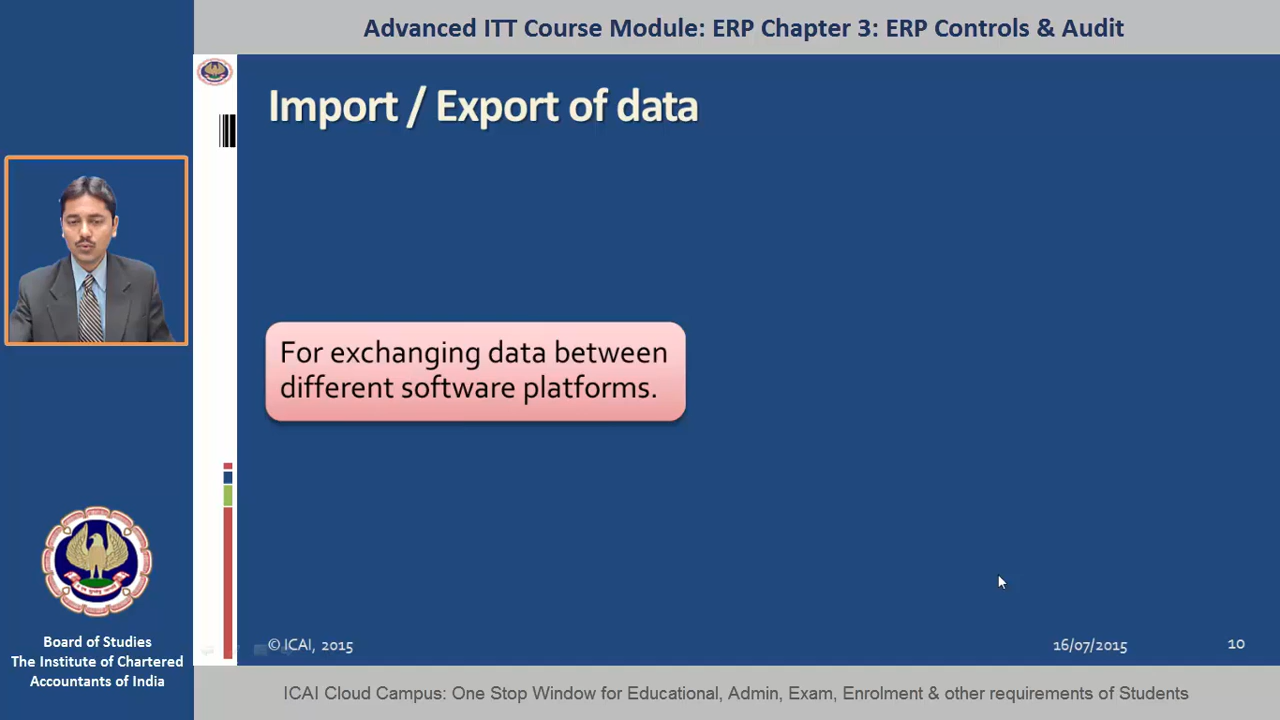 Advanced ITT Course Module: ERP Chapter 3: ERP Controls & Audit
Import / Export of data
For exchanging data between
different software platforms.
© ICAI, 2015
16/07/2015
10
Board of Studies
The Institute of Chartered
Accountants of India
ICAI Cloud Campus: One Stop Window for Educational, Admin, Exam, Enrolment & other requirements of Students